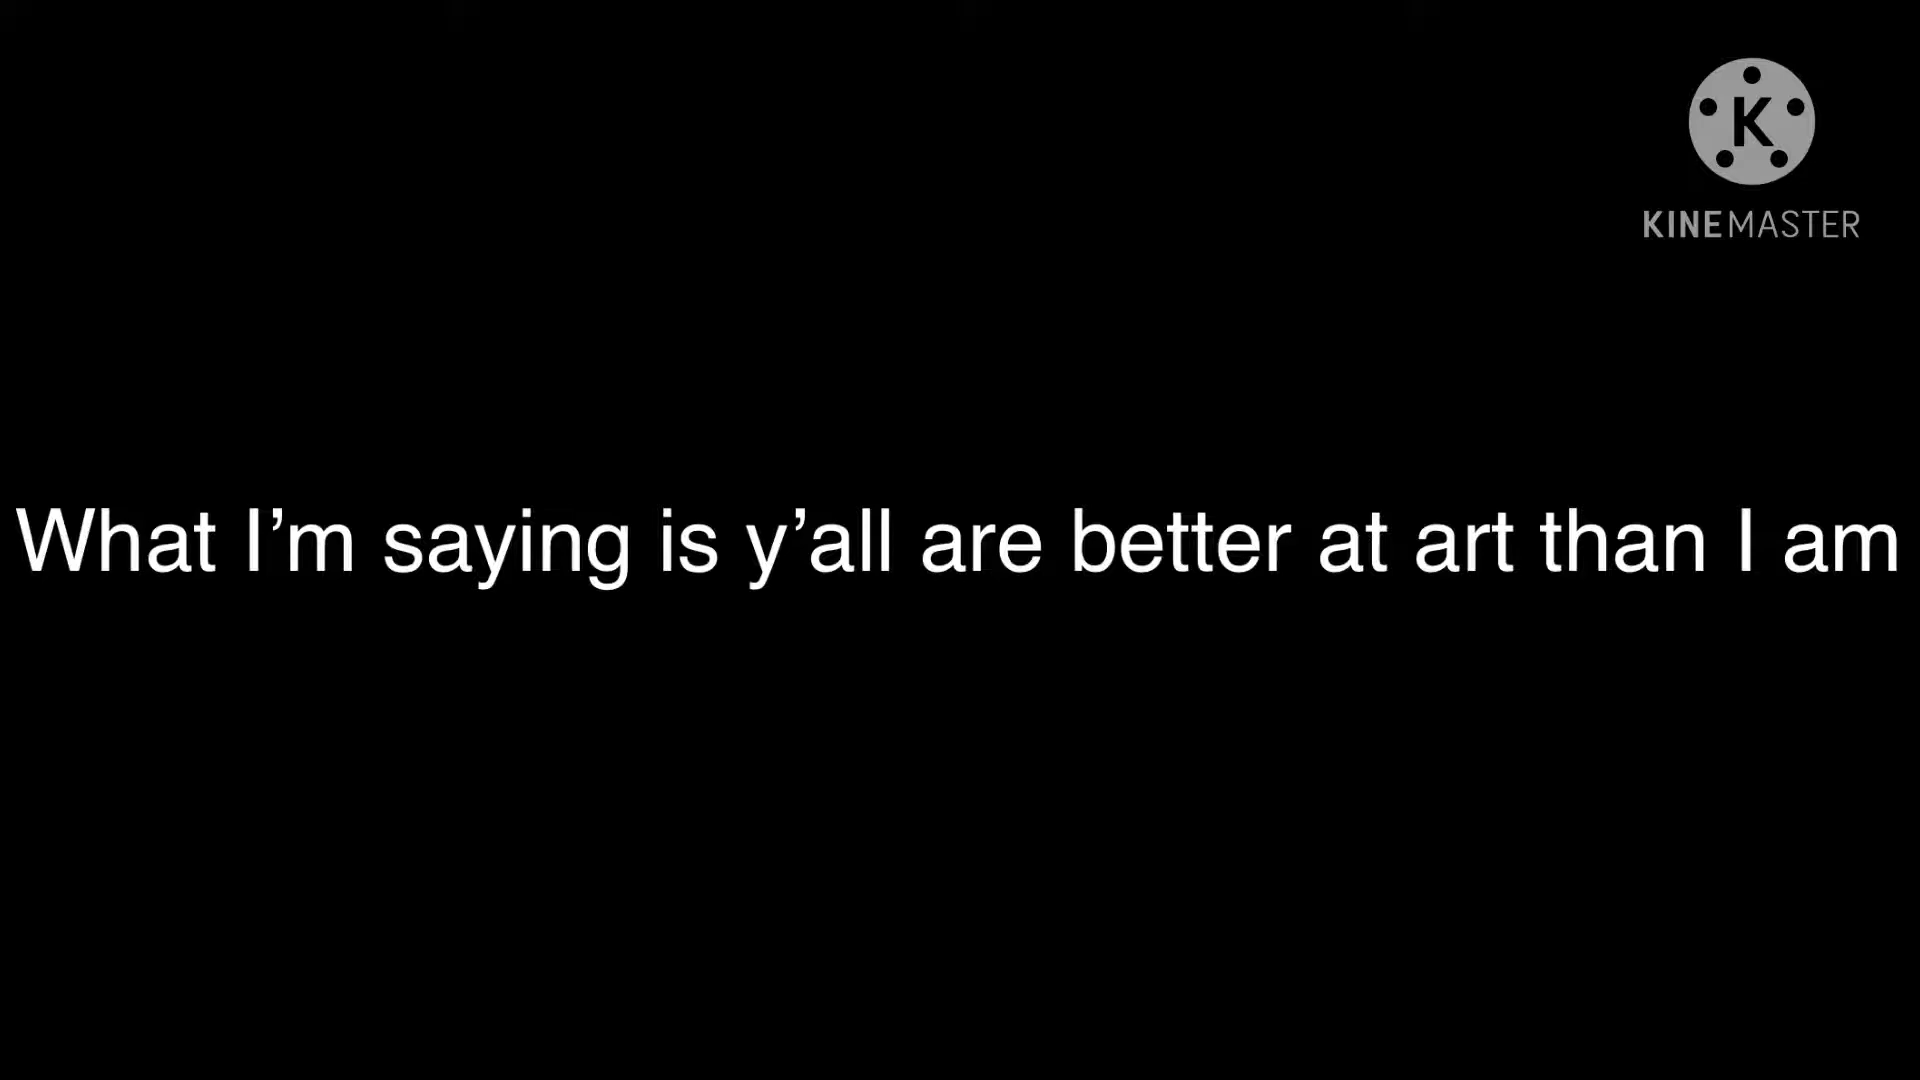 K
KINEMASTER
What I’m saying is y’all are better at art than I am